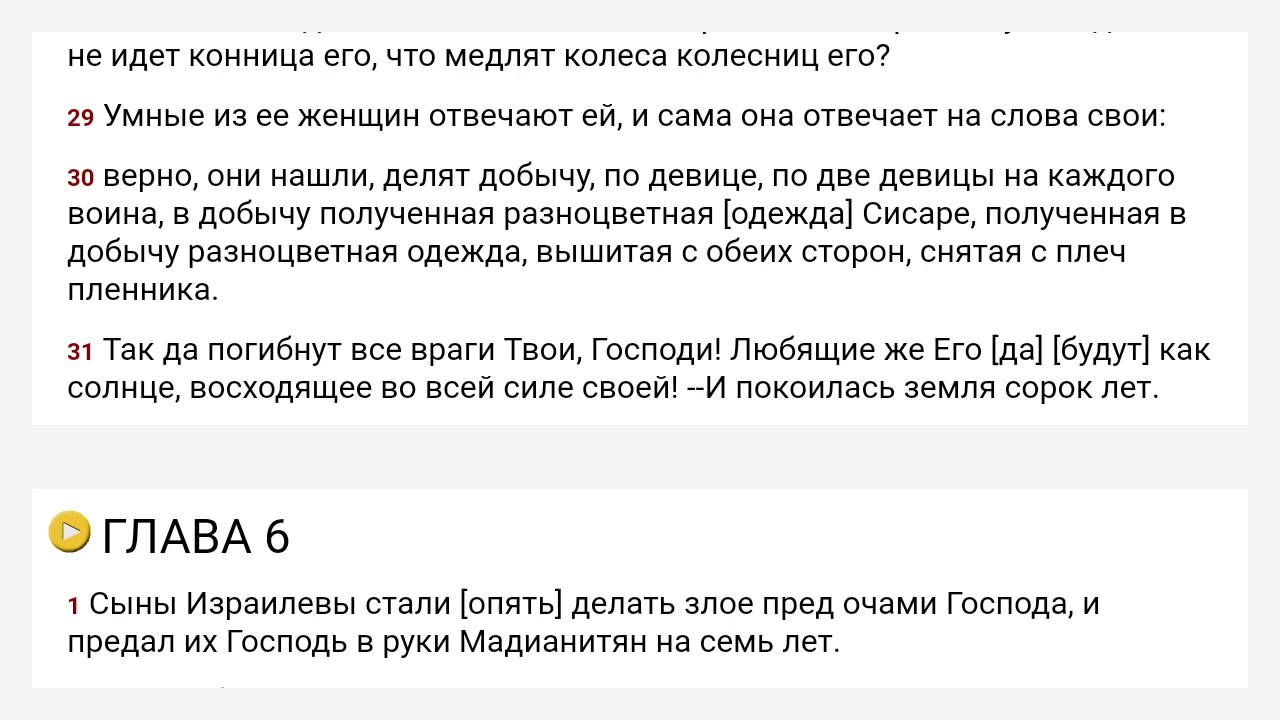 не идет конница его, что медлят колеса колесниц его?
29 Умные из ее женщин отвечают ей, и сама она отвечает на слова свои:
30 верно, они нашли, делят добычу, по девице, по две девицы на каждого
воина, в добычу полученная разноцветная [одежда] Сисаре, полученная в
добычу разноцветная одежда, вышитая с обеих сторон, снятая с плеч
пленника.
31 Так да погибнут все враги Твои, Господи! Любящие же Его [да] [будут] как
солнце, восходящее во всей силе своей! --И покоилась земля сорок лет.
ГЛАВА 6
1 Сыны Израилевы стали [опять] делать злое пред очами Господа, и
предал их Господь в руки Мадианитян на семь лет.